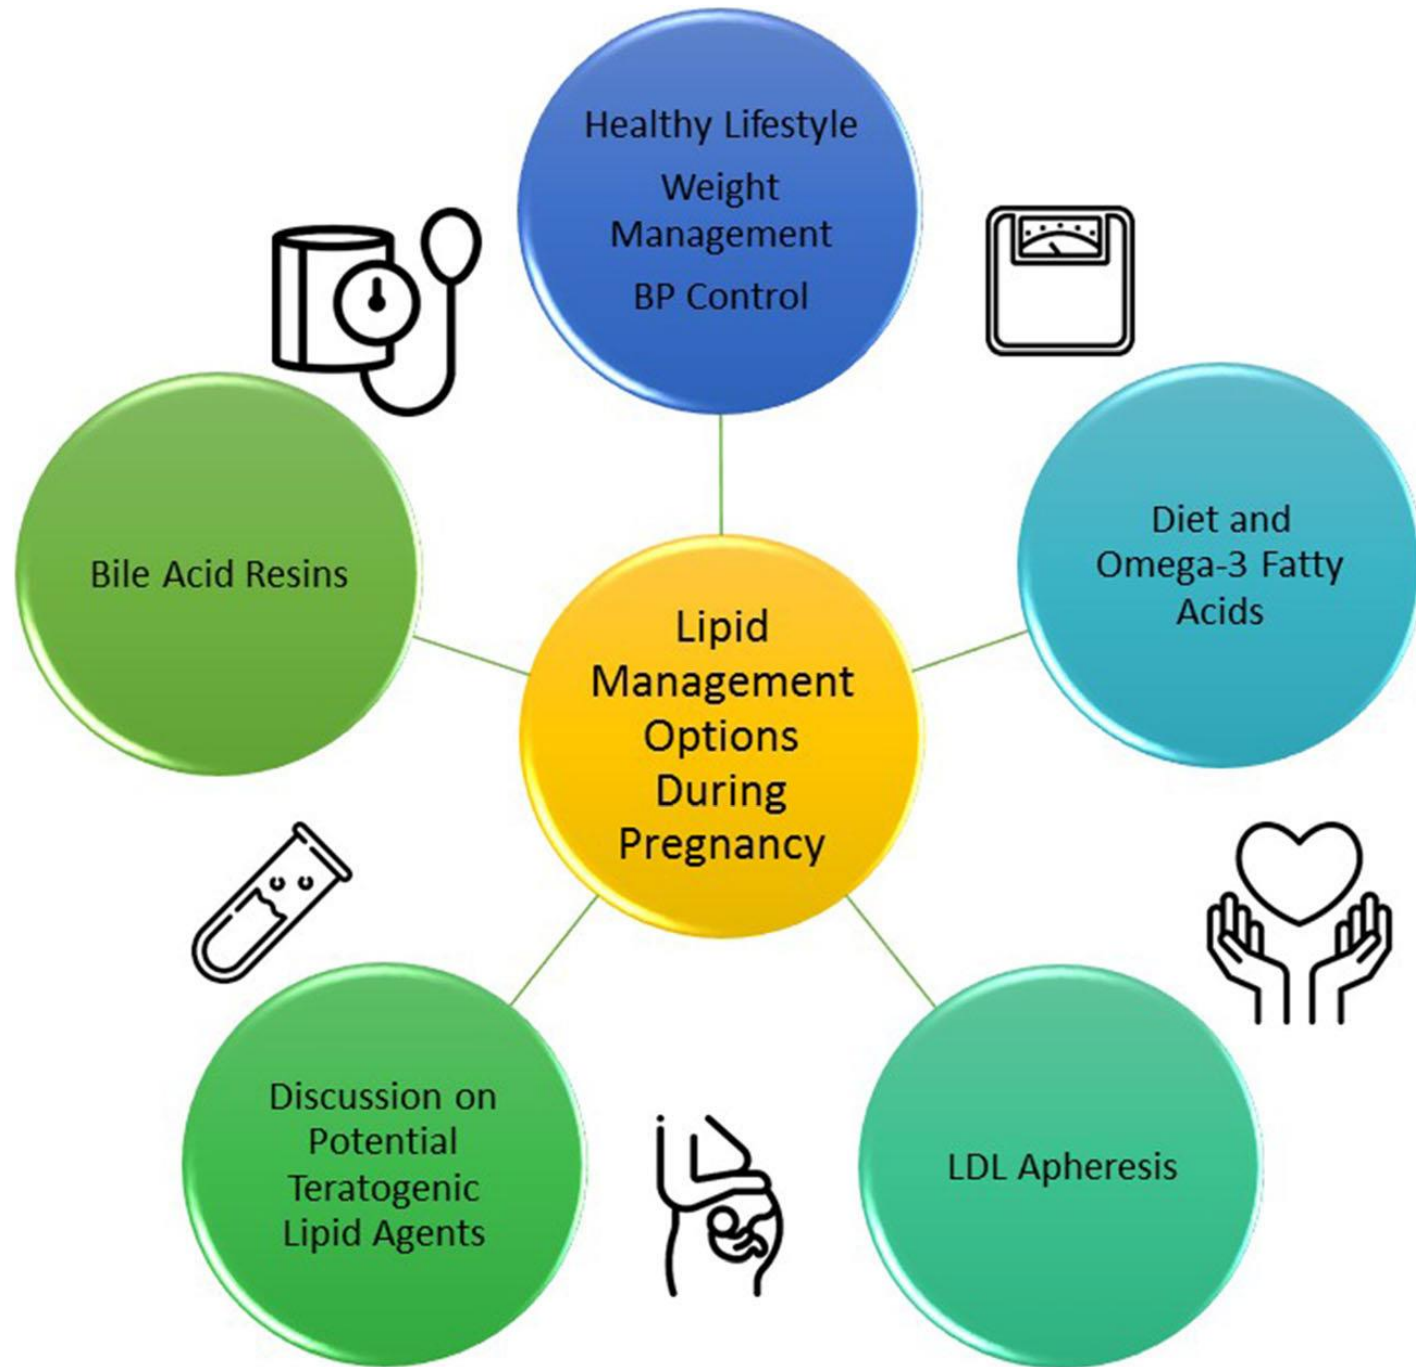 Healthy Lifestyle
Weight
Management
BP Control
Diet and
Omega-3 Fatty
Acids
LDL Apheresis
Discussion on
Potential
Teratogenic
Lipid Agents
Bile Acid Resins
Lipid
Management
Options
During
Pregnancy